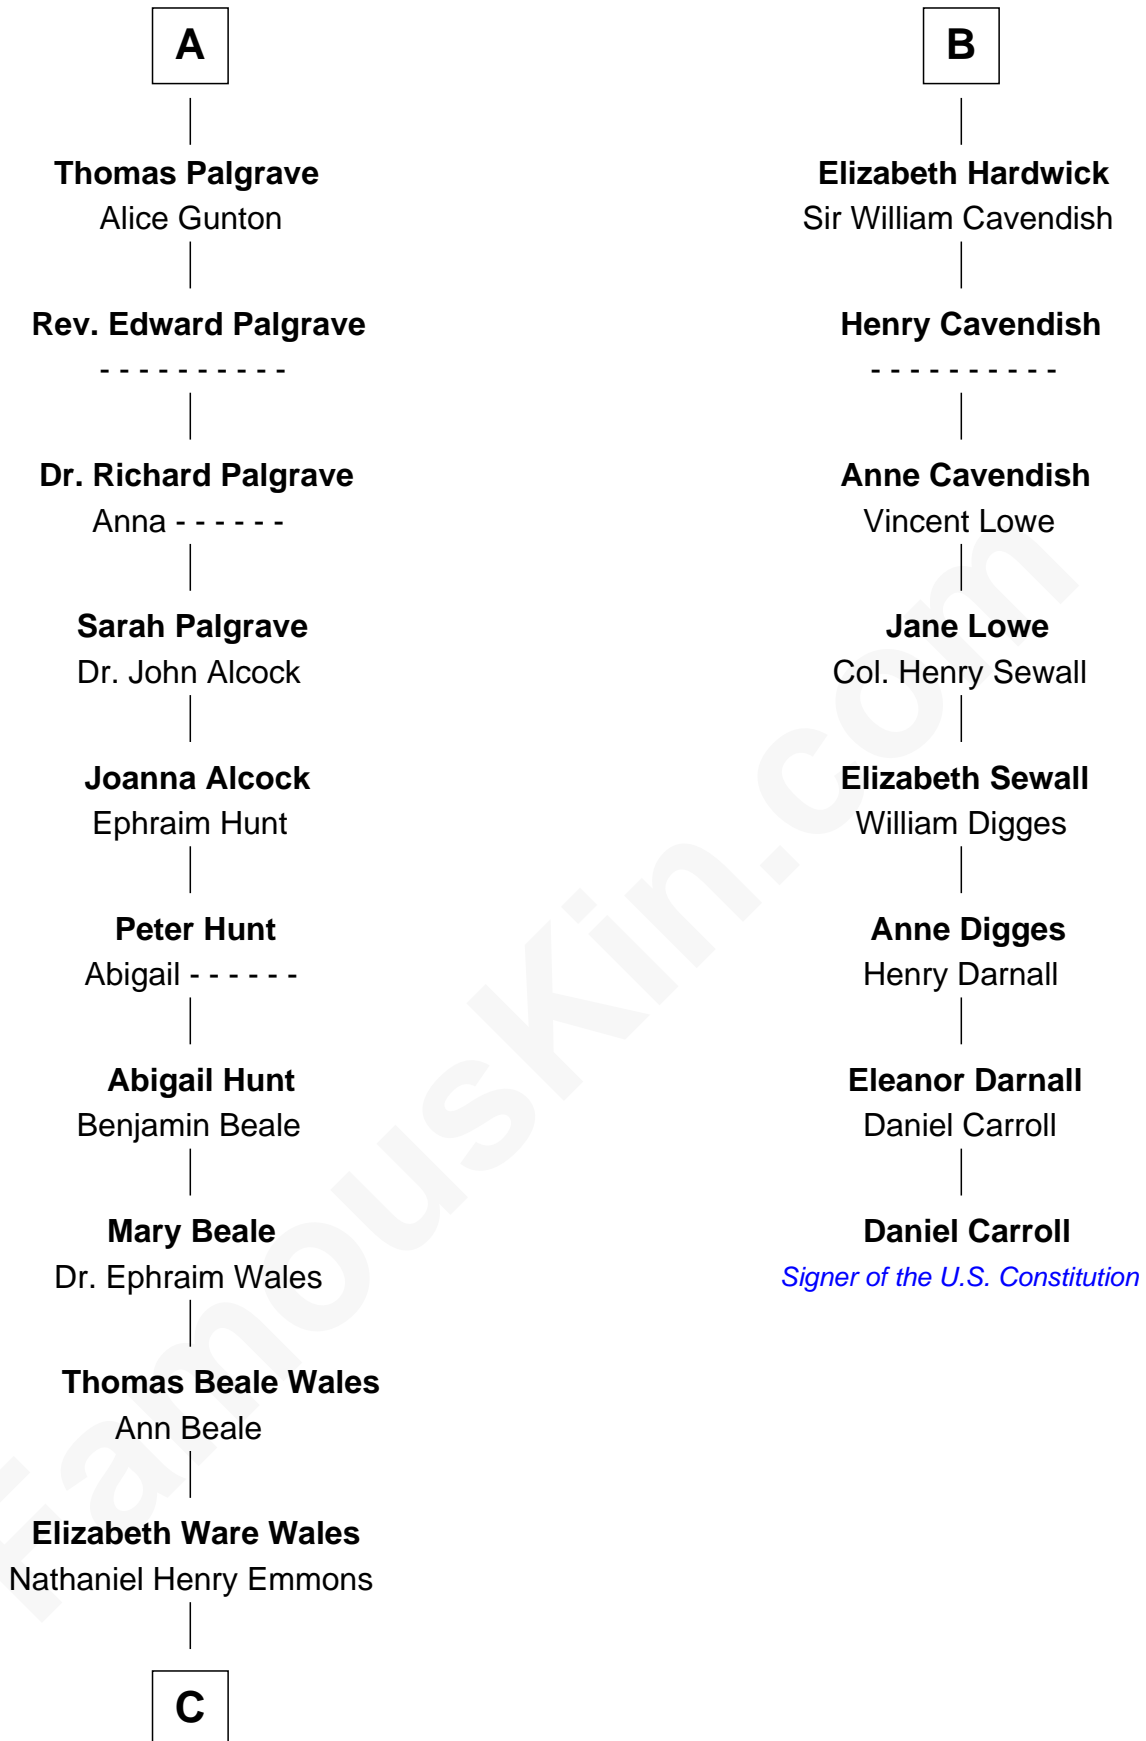 A
Thomas Palgrave
Alice Gunton
Rev. Edward Palgrave
- - - - - - - - - -
Dr. Richard Palgrave
Anna - - - - - -
Sarah Palgrave
Dr. John Alcock
Joanna Alcock
Ephraim Hunt
Peter Hunt
Abigail - - - - - -
Abigail Hunt
Benjamin Beale
Mary Beale
Dr. Ephraim Wales
Thomas Beale Wales
Ann Beale
Elizabeth Ware Wales
Nathaniel Henry Emmons
C
B
Elizabeth Hardwick
Sir William Cavendish
Henry Cavendish
- - - - - - - - - -
Anne Cavendish
Vincent Lowe
Jane Lowe
Col. Henry Sewall
Elizabeth Sewall
William Digges
Anne Digges
Henry Darnall
Eleanor Darnall
Daniel Carroll
Daniel Carroll
Signer of the U.S. Constitution
FamousKin.com